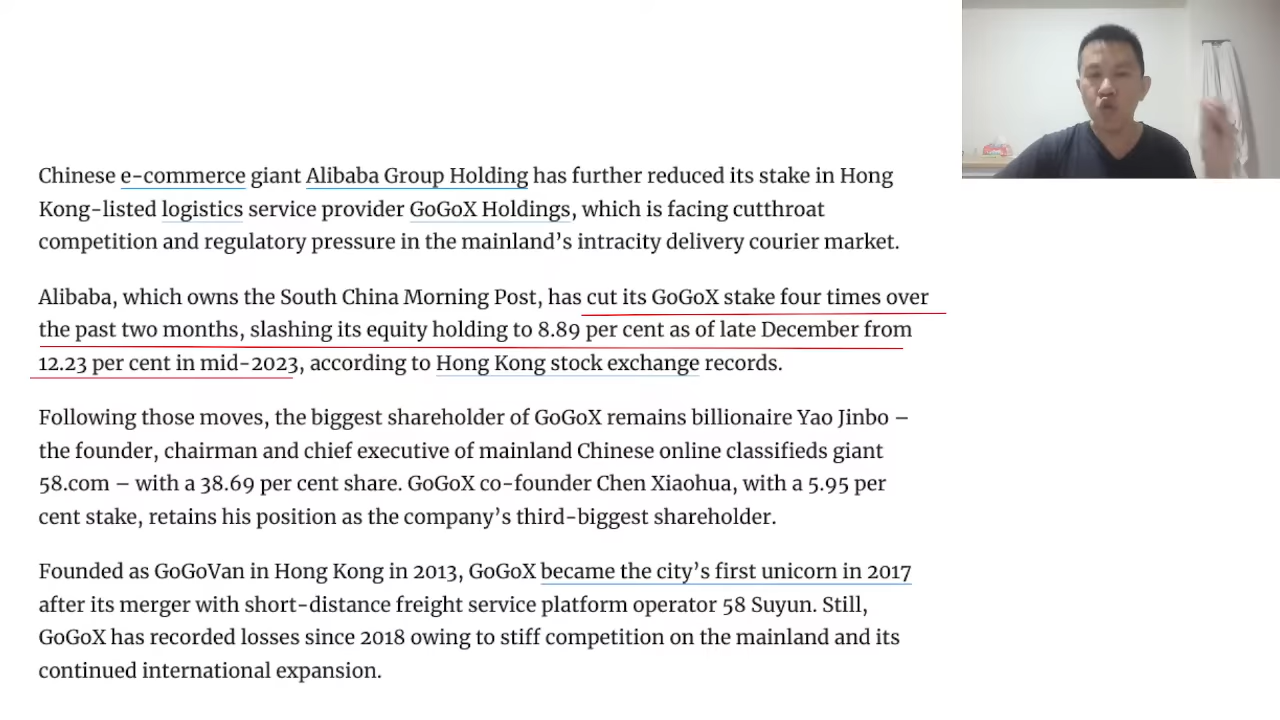 Chinese e-commerce giant Alibaba Group Holding has further reduced its stake in Hong
Kong-listed logistics service provider GoGoX Holdings, which is facing cutthroat
competition and regulatory pressure in the mainland’s intracity delivery courier market.
Alibaba, which owns the South China Morning Post, has cut its GoGoX stake four times over
the past two months, slashing its equity holding to 8.89 per cent as of late December from
12.23 per cent in mid-2023, according to Hong Kong stock exchange records.
Following those moves, the biggest shareholder of GoGoX remains billionaire Yao Jinbo –
the founder, chairman and chief executive of mainland Chinese online classifieds giant
58.com – with a 38.69 per cent share. GoGoX co-founder Chen Xiaohua, with a 5.95 per
cent stake, retains his position as the company’s third-biggest shareholder.
Founded as GoGoVan in Hong Kong in 2013, GoGoX became the city’s first unicorn in 2017
after its merger with short-distance freight service platform operator 58 Suyun. Still,
GoGoX has recorded losses since 2018 owing to stiff competition on the mainland and its
continued international expansion.